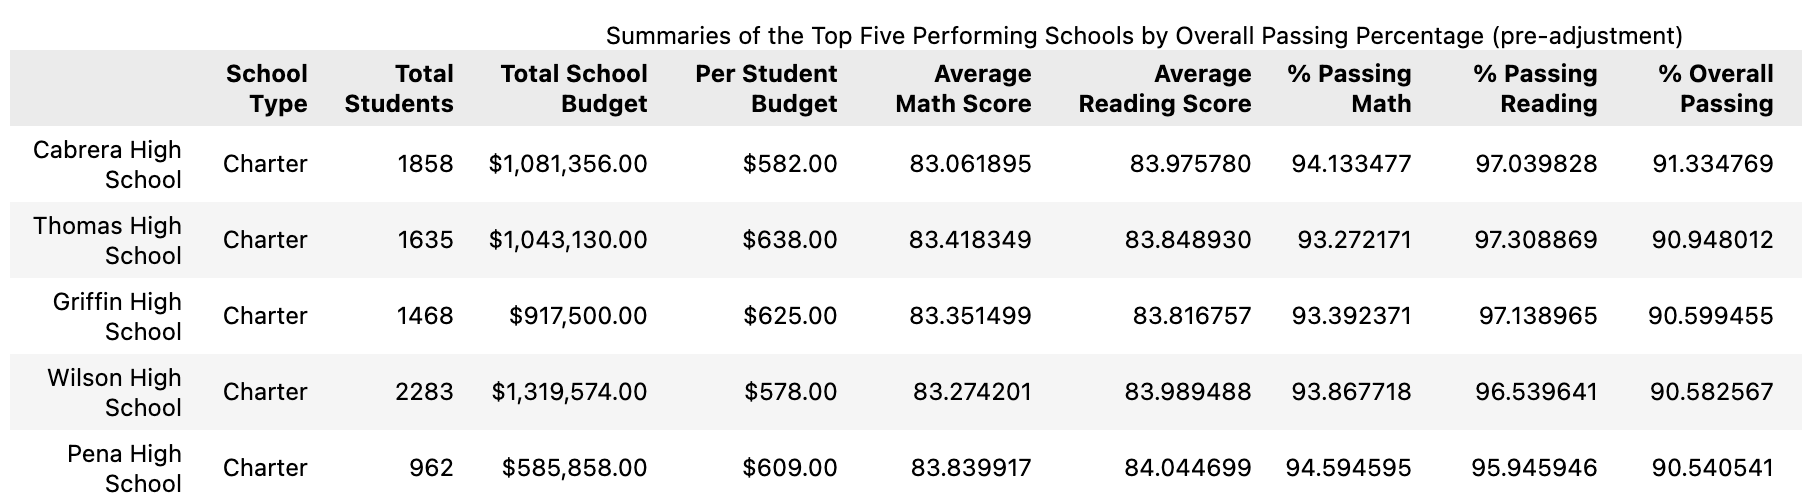 Summaries of the Top Five Performing Schools by Overall Passing Percentage (pre-adjustment)
School Type Total Students Total School Budget Per Student Budget Average Math Score Average Reading Score % Passing Math % Passing Reading % Overall Passing
Cabrera High School Charter 1858 $1,081,356.00 $582.00 83.061895 83.975780 94.133477 97.039828 91.334769
Thomas High School Charter 1635 $1,043,130.00 $638.00 83.418349 83.848930 93.272171 97.308869 90.948012
Griffin High School Charter 1468 $917,500.00 $625.00 83.351499 83.816757 93.392371 97.138965 90.599455
Wilson High School Charter 2283 $1,319,574.00 $578.00 83.274201 83.989488 93.867718 96.539641 90.582567
Pena High School Charter 962 $585,858.00 $609.00 83.839917 84.044699 94.594595 95.945946 90.540541